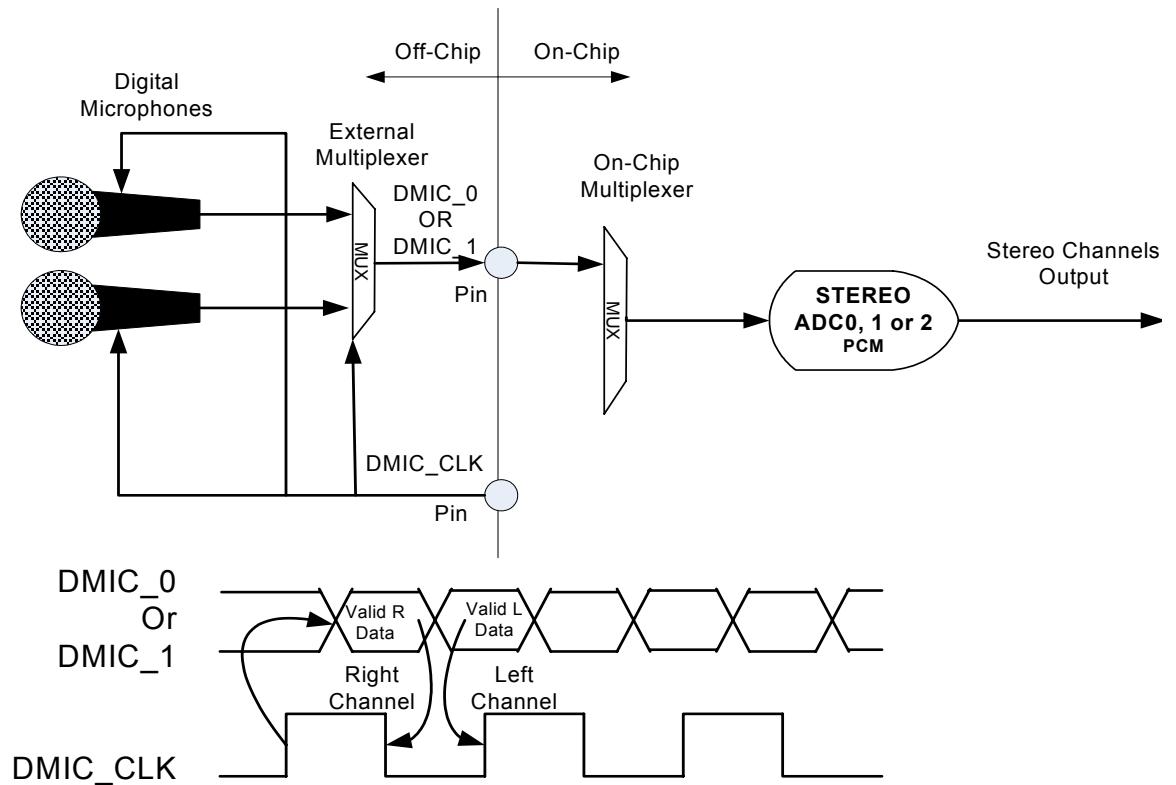 Off-Chip
On-Chip
Digital
Microphones
External
Multiplexer
On-Chip
Multiplexer
DMIC_0
OR
DMIC_1
MUX
Pin
MUX
STEREO
ADC0, 1 or 2
PCM
Stereo Channels
Output
DMIC_CLK
Pin
DMIC_0
Or
DMIC_1
Valid R
Data
Valid L
Data
Right
Channel
Left
Channel
DMIC_CLK